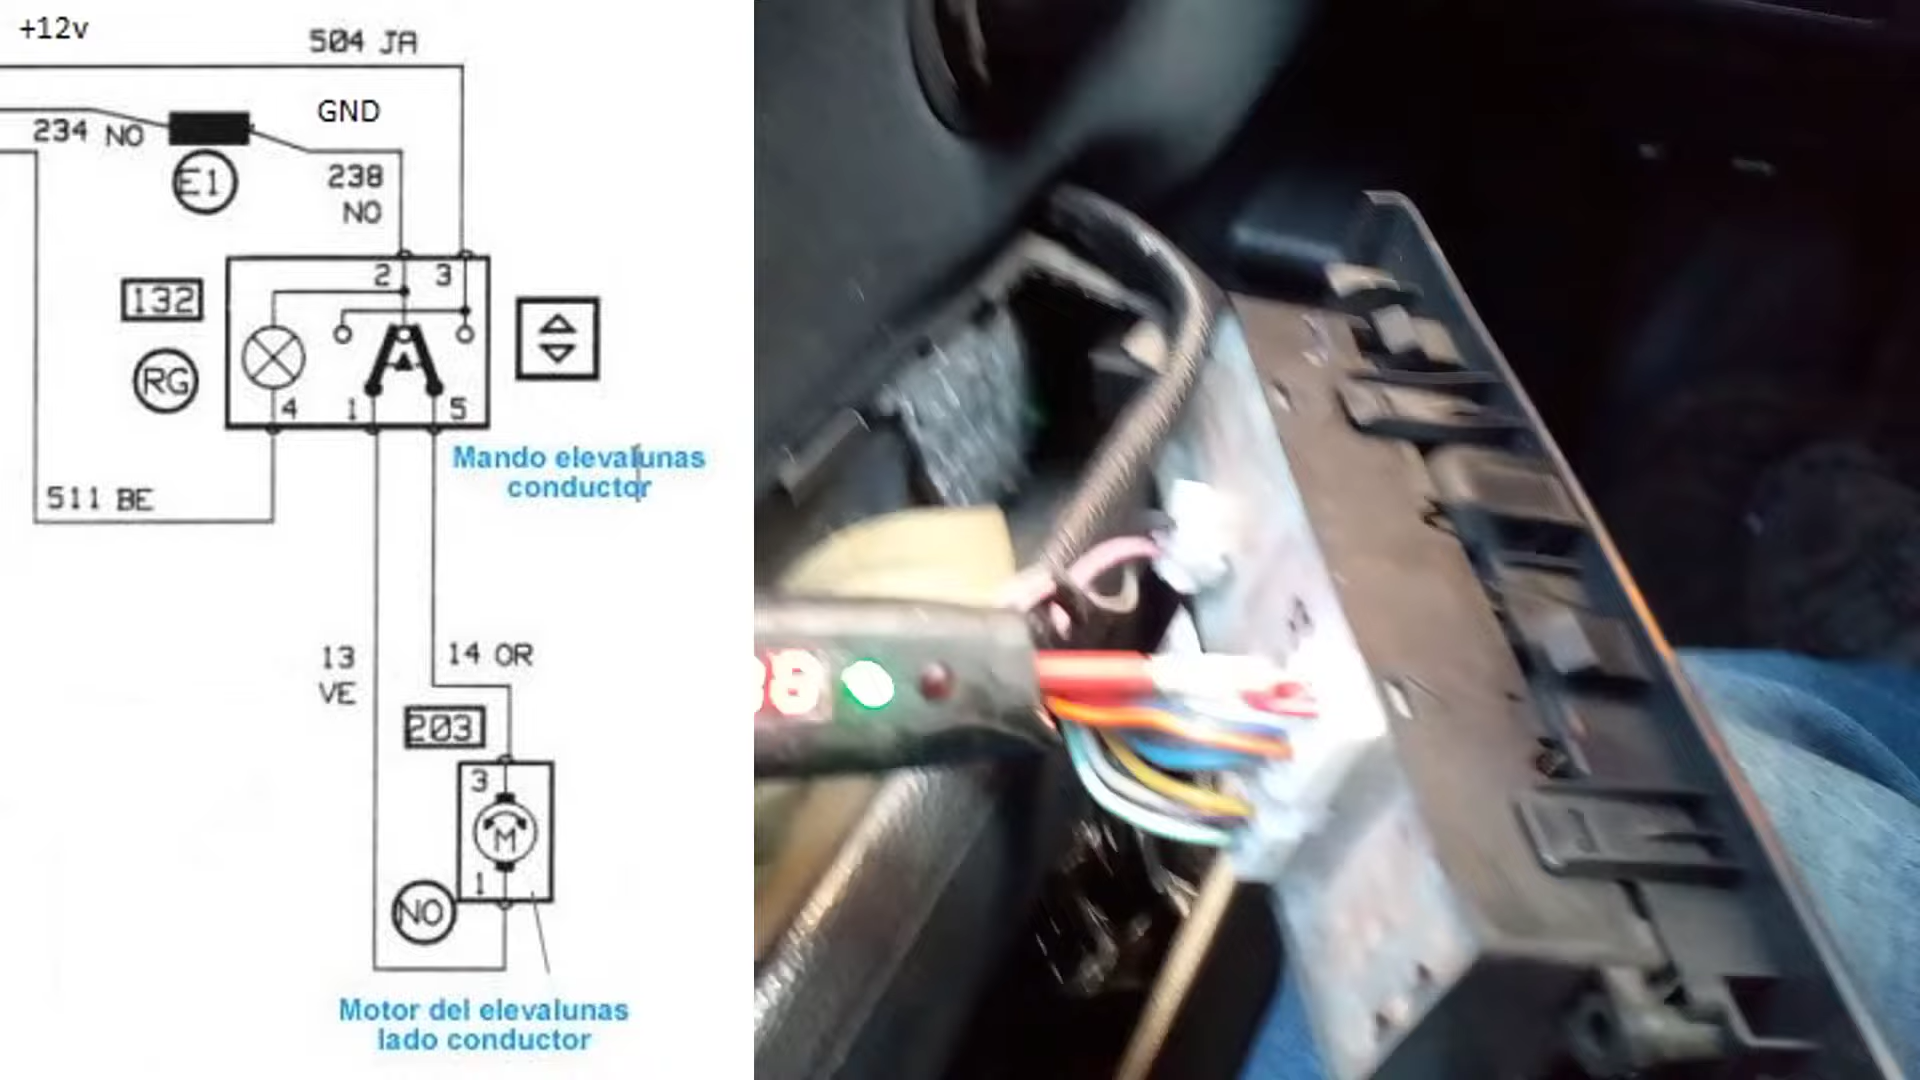 +12v
504 JA
GND
234 NO
E1
238
NO
2
3
132
RG
4
1
5
Mando elevalunas
conductor
511 BE
13
VE
14 OR
203
3
M
1
NO
Motor del elevalunas
lado conductor
8